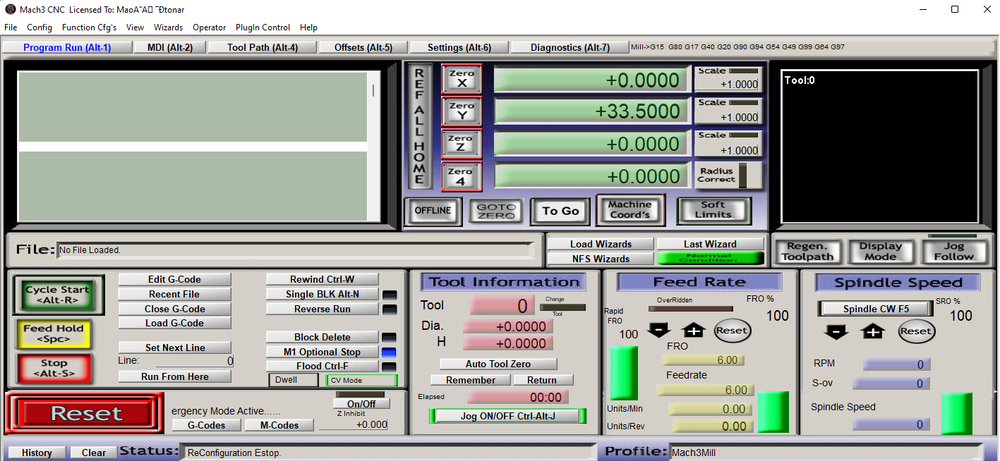 Mach3 CNC Licensed To:
File Config Function Cfg's View Wizards Operator PlugIn Control Help
Program Run (Alt-1) MDI (Alt-2) Tool Path (Alt-4) Offsets (Alt-5) Settings (Alt-6) Diagnostics (Alt-7) Mill->G15 G80 G17 G40 G20 G90 G94 G54 G49 G99 G64 G97
REF ALL HOME
Zero X +0.0000 Scale +1.0000
Zero Y +33.5000 Scale +1.0000
Zero Z +0.0000 Scale +1.0000
Zero 4 +0.0000 Radius Correct
OFFLINE GOTO ZERO To Go Machine Coord's Soft Limits
Tool:0
File: No File Loaded.
Load Wizards Last Wizard
NFS Wizards Normal Condition
Regen. Toolpath Display Mode Jog Follow
Cycle Start <Alt-R>
Feed Hold <Spc>
Stop <Alt-S>
Edit G-Code
Recent File
Close G-Code
Load G-Code
Set Next Line
Line: 0
Run From Here
Rewind Ctrl-W
Single BLK Alt-N
Reverse Run
Block Delete
M1 Optional Stop
Flood Ctrl-F
Dwell CV Mode
Reset
ergency Mode Active......
G-Codes M-Codes
On/Off
Z Inhibit
+0.000
Tool Information
Tool 0 Change Tool
Dia. +0.0000
H +0.0000
Auto Tool Zero
Remember Return
Elapsed 00:00
Jog ON/OFF Ctrl-Alt-J
Feed Rate
OverRidden FRO %
Rapid FRO 100 100
Reset
FRO
6.00
Feedrate
6.00
Units/Min 0.00
Units/Rev 0.00
Spindle Speed
Spindle CW F5 SRO %
100
Reset
RPM 0
S-ov 0
Spindle Speed
0
History Clear Status: ReConfiguration Estop. Profile: Mach3Mill